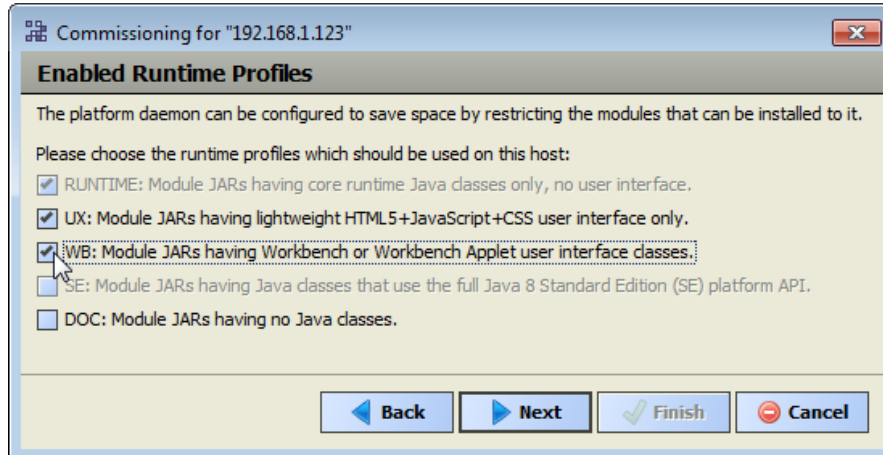 Commissioning for "192.168.1.123"
Enabled Runtime Profiles
The platform daemon can be configured to save space by restricting the modules that can be installed to it.
Please choose the runtime profiles which should be used on this host:
RUNTIME: Module JARs having core runtime Java classes only, no user interface.
UX: Module JARs having lightweight HTML5+JavaScript+CSS user interface only.
WB: Module JARs having Workbench or Workbench Applet user interface classes.
SE: Module JARs having Java classes that use the full Java 8 Standard Edition (SE) platform API.
DOC: Module JARs having no Java classes.
Back Next Finish Cancel